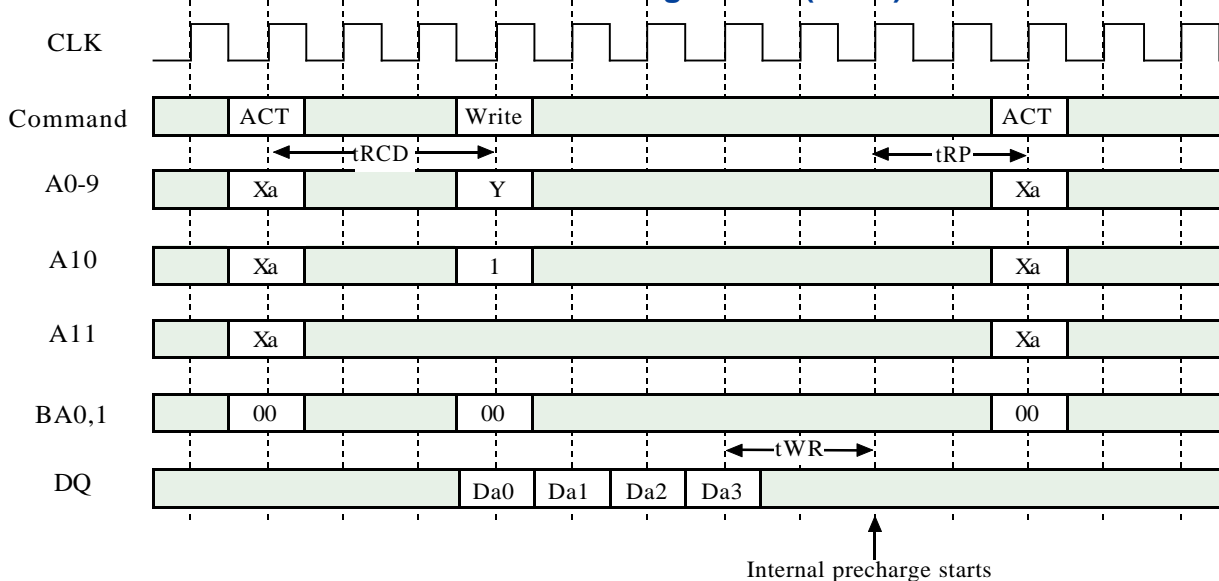 CLK
Command ACT Write ACT
tRCD tRP
A0-9 Xa Y Xa
A10 Xa 1 Xa
A11 Xa Xa
BA0,1 00 00 00
tWR
DQ Da0 Da1 Da2 Da3
Internal precharge starts